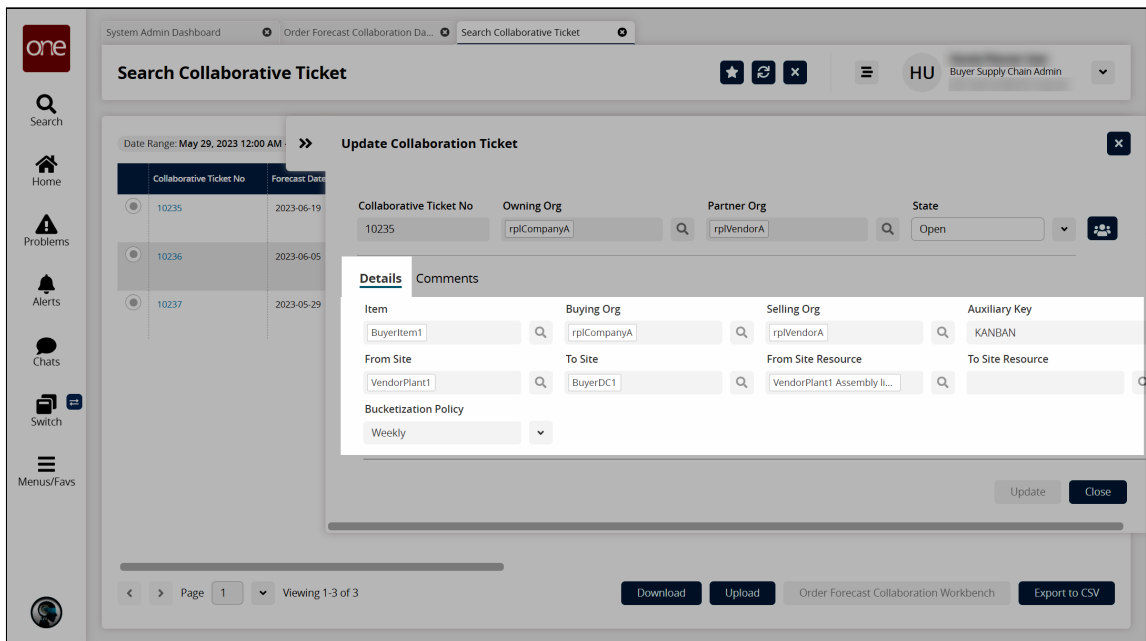 System Admin Dashboard
Order Forecast Collaboration Da...
Search Collaborative Ticket
one
Search Collaborative Ticket
HU
Buyer Supply Chain Admin
Search
Home
Problems
Alerts
Chats
Switch
Menus/Favs
Date Range: May 29, 2023 12:00 AM -
Collaborative Ticket No
Forecast Date
10235
2023-06-19
10236
2023-06-05
10237
2023-05-29
Update Collaboration Ticket
Collaborative Ticket No
Owning Org
Partner Org
State
10235
rplCompanyA
rplVendorA
Open
Details
Comments
Item
Buying Org
Selling Org
Auxiliary Key
BuyerItem1
rplCompanyA
rplVendorA
KANBAN
From Site
To Site
From Site Resource
To Site Resource
VendorPlant1
BuyerDC1
VendorPlant1 Assembly li...
Bucketization Policy
Weekly
Update
Close
Page
1
Viewing 1-3 of 3
Download
Upload
Order Forecast Collaboration Workbench
Export to CSV